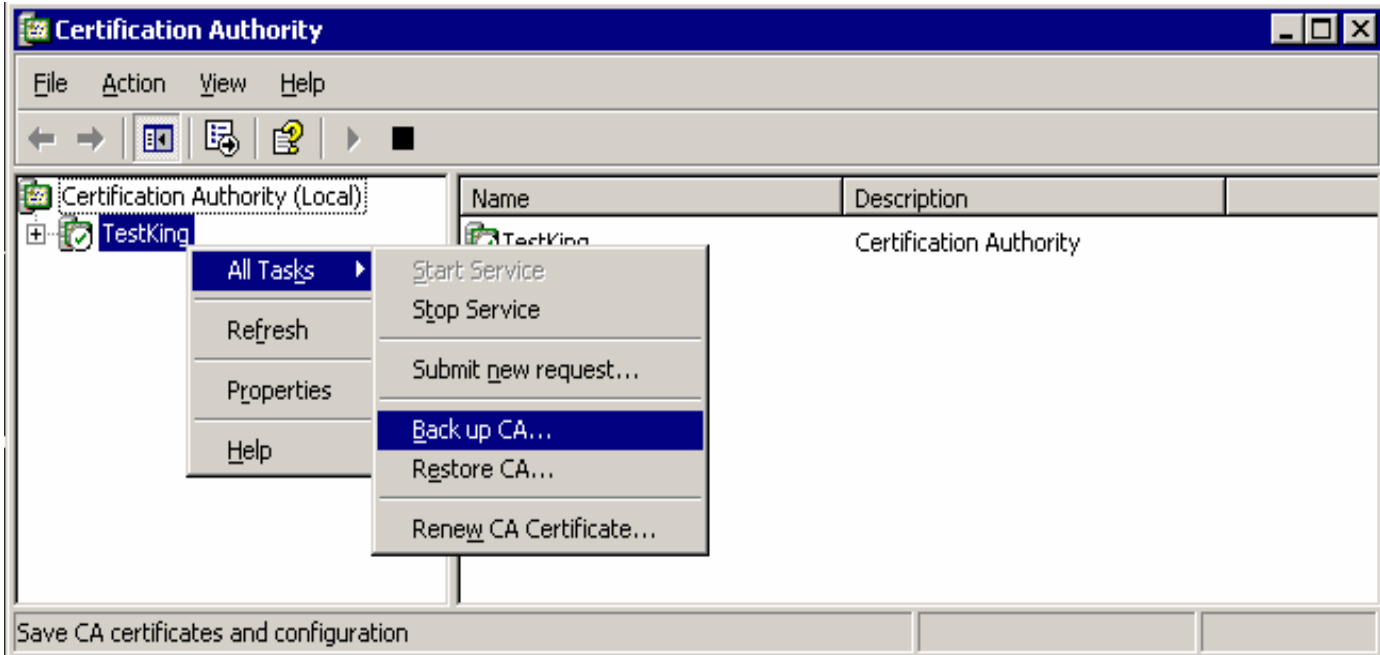 Certification Authority
File Action View Help
Certification Authority (Local)
TestKing
Name Description
TestKing Certification Authority
All Tasks
Refresh
Properties
Help
Start Service
Stop Service
Submit new request...
Back up CA...
Restore CA...
Renew CA Certificate...
Save CA certificates and configuration